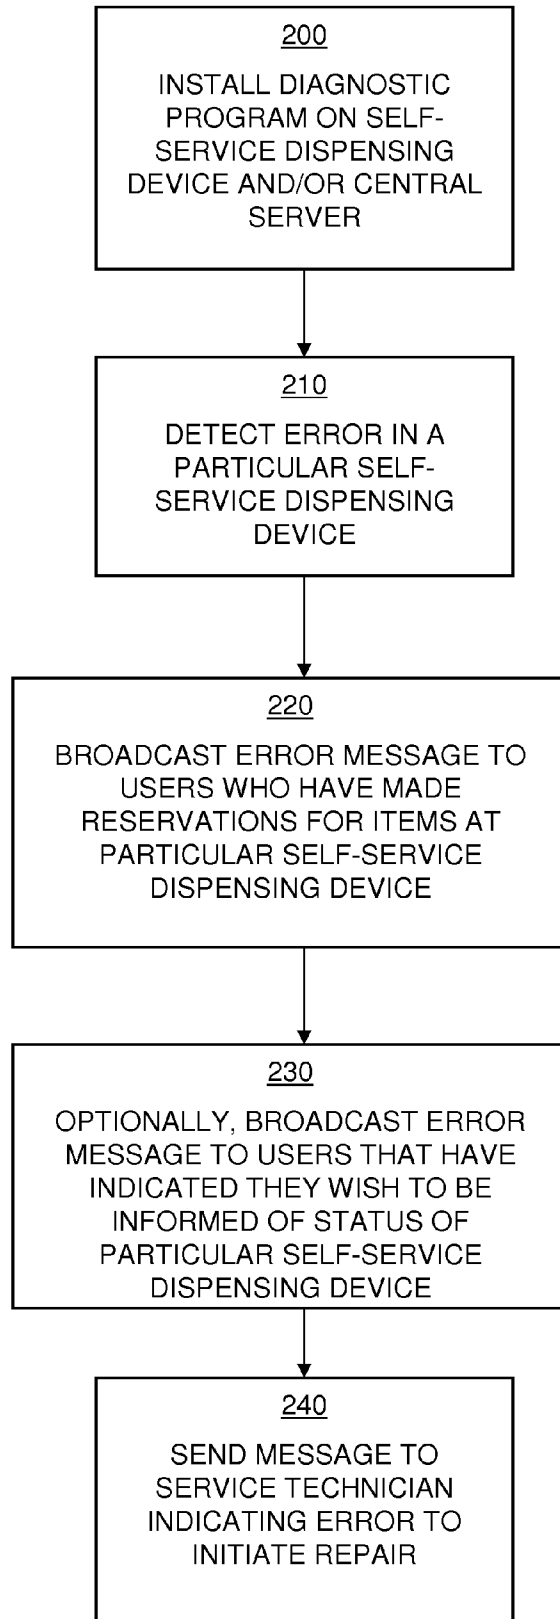 200
INSTALL DIAGNOSTIC
PROGRAM ON SELF-
SERVICE DISPENSING
DEVICE AND/OR CENTRAL
SERVER
210
DETECT ERROR IN A
PARTICULAR SELF-
SERVICE DISPENSING
DEVICE
220
BROADCAST ERROR MESSAGE TO
USERS WHO HAVE MADE
RESERVATIONS FOR ITEMS AT
PARTICULAR SELF-SERVICE
DISPENSING DEVICE
230
OPTIONALLY, BROADCAST ERROR
MESSAGE TO USERS THAT HAVE
INDICATED THEY WISH TO BE
INFORMED OF STATUS OF
PARTICULAR SELF-SERVICE
DISPENSING DEVICE
240
SEND MESSAGE TO
SERVICE TECHNICIAN
INDICATING ERROR TO
INITIATE REPAIR